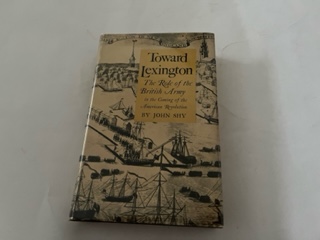 Toward
Lexington
The Role of the
British Army
in the Coming of the
American Revolution
BY JOHN SHY